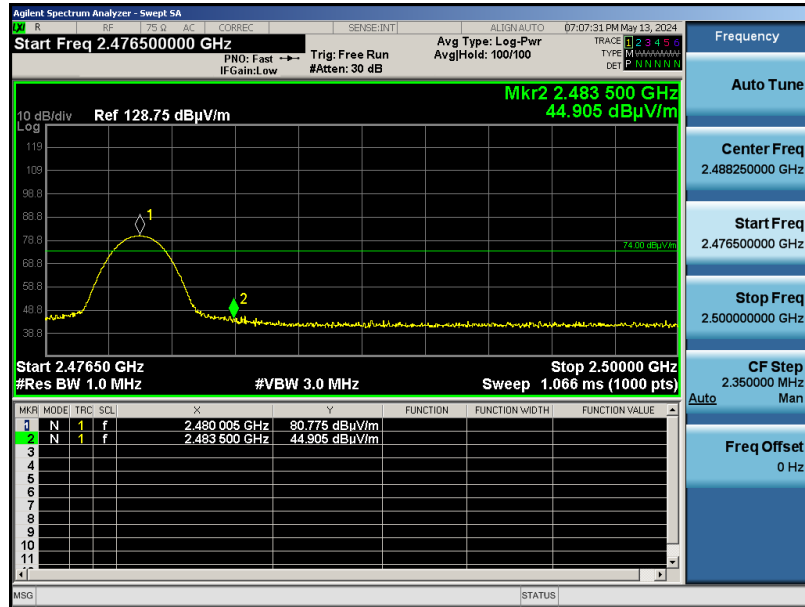 Agilent Spectrum Analyzer - Swept SA
LXI R RF 75 Ω AC CORREC SENSE:INT ALIGN AUTO 07:07:31 PM May 13, 2024
Start Freq 2.476500000 GHz
PNO: Fast
IFGain:Low
Trig: Free Run
#Atten: 30 dB
Avg Type: Log-Pwr
Avg|Hold: 100/100
TRACE 1 2 3 4 5 6
TYPE M WWWWW
DET P N N N N N
Mkr2 2.483 500 GHz
44.905 dBμV/m
10 dB/div Ref 128.75 dBμV/m
Log
119
109
98.8
88.8
78.8
68.8
58.8
48.8
38.8
1
2
74.00 dBμV/m
Start 2.47650 GHz Stop 2.50000 GHz
#Res BW 1.0 MHz #VBW 3.0 MHz Sweep 1.066 ms (1000 pts)
MKR MODE TRC SCL X Y FUNCTION FUNCTION WIDTH FUNCTION VALUE
1 N 1 f 2.480 005 GHz 80.775 dBμV/m
2 N 1 f 2.483 500 GHz 44.905 dBμV/m
3
4
5
6
7
8
9
10
11
MSG STATUS
Frequency
Auto Tune
Center Freq
2.488250000 GHz
Start Freq
2.476500000 GHz
Stop Freq
2.500000000 GHz
CF Step
2.350000 MHz
Auto Man
Freq Offset
0 Hz